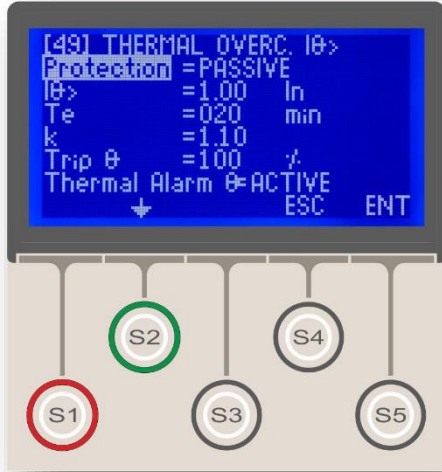 [49] THERMAL OVERC. Iθ>
Protection =PASSIVE
Iθ> =1.00 In
Te =020 min
k =1.10
Trip θ =100 %
Thermal Alarm θ=ACTIVE
ESC ENT
S2 S4
S1 S3 S5